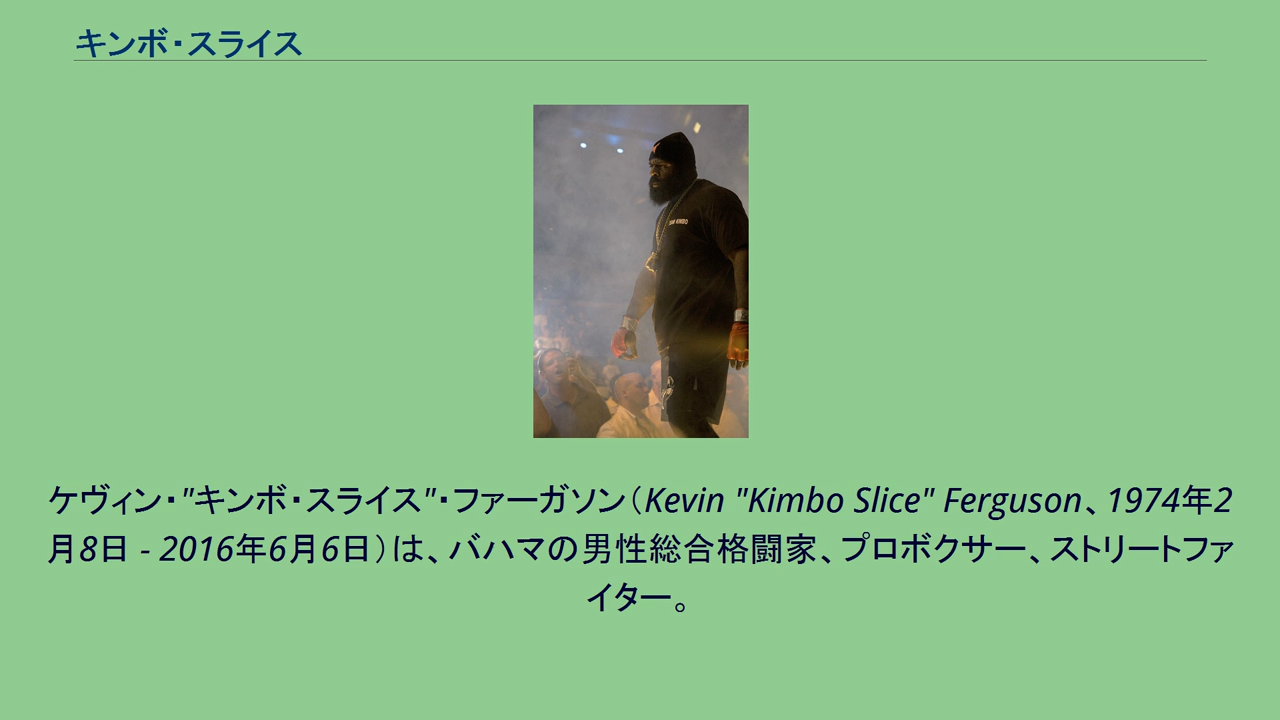 キンボ・スライス
ケヴィン・"キンボ・スライス"・ファーガソン（Kevin "Kimbo Slice" Ferguson、1974年2
月8日 - 2016年6月6日）は、バハマの男性総合格闘家、プロボクサー、ストリートファ
イター。